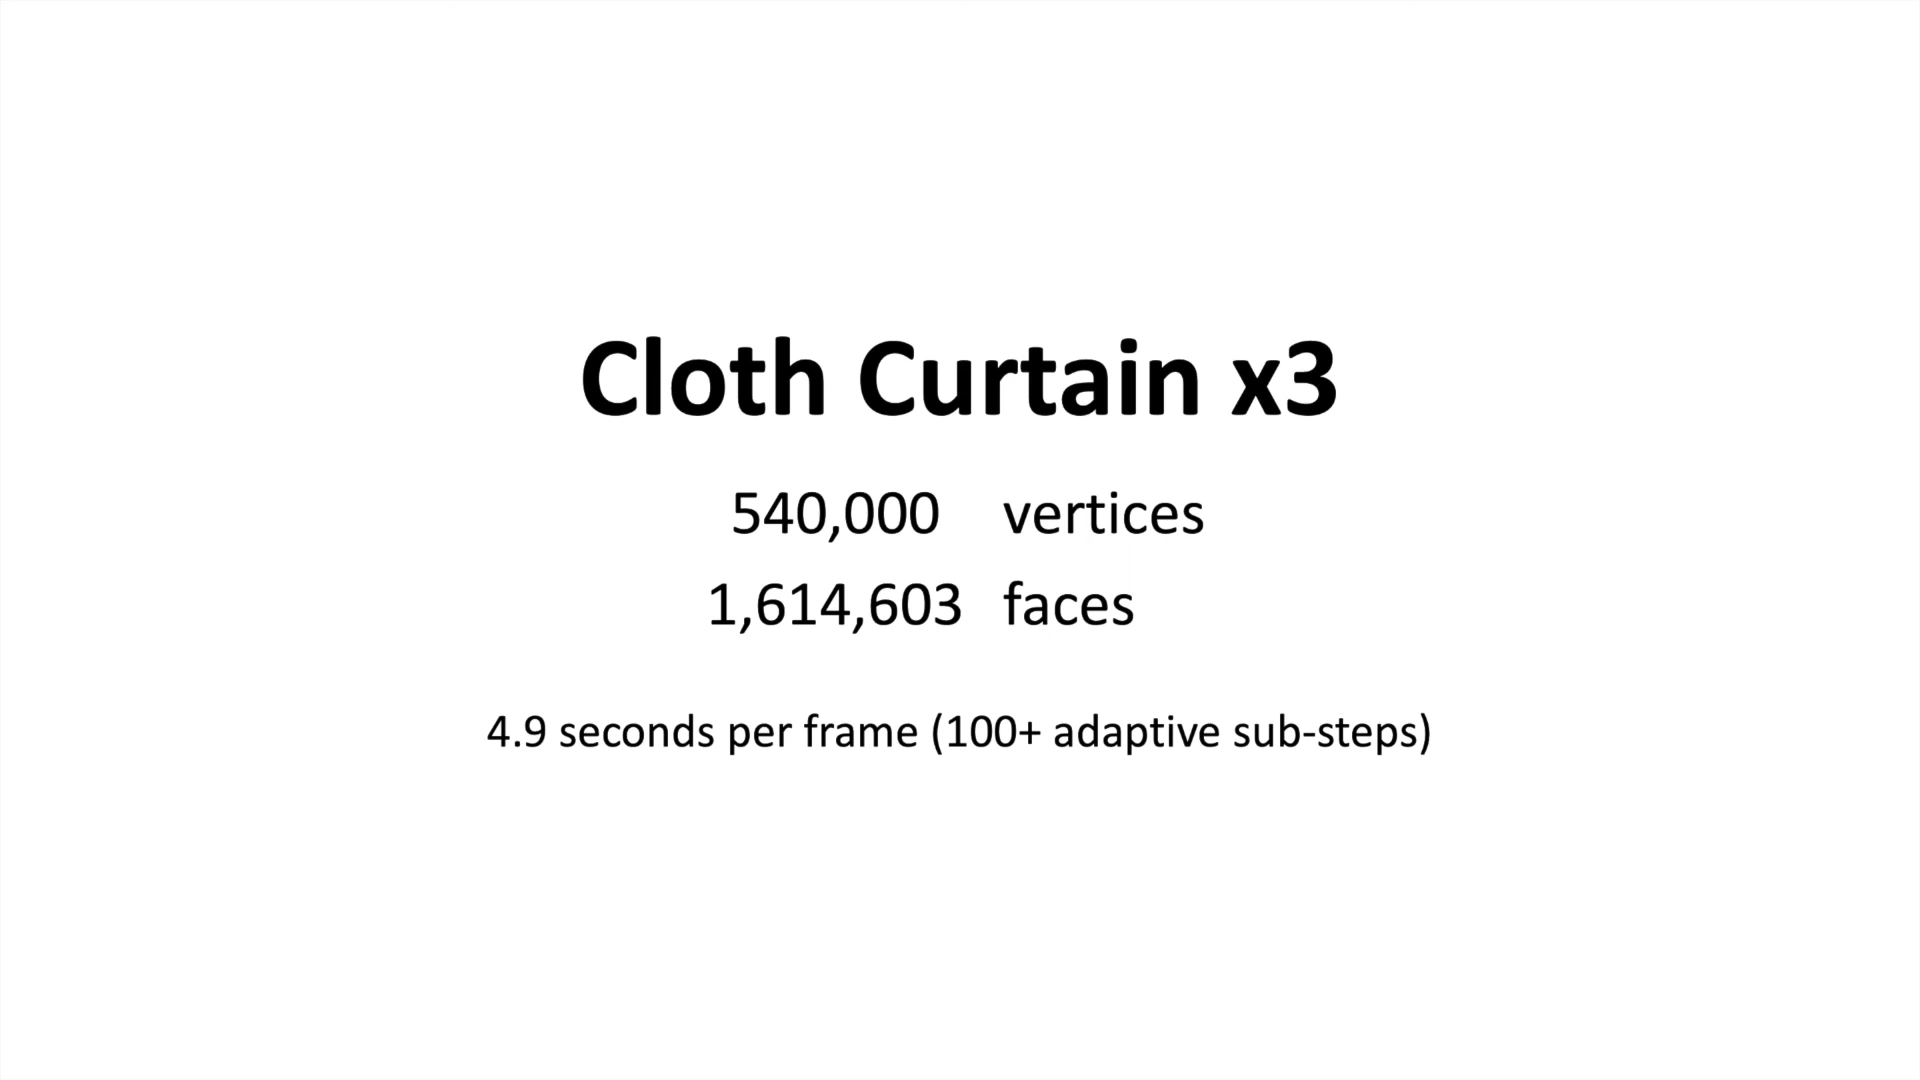 Cloth Curtain x3
540,000 vertices
1,614,603 faces
4.9 seconds per frame (100+ adaptive sub-steps)